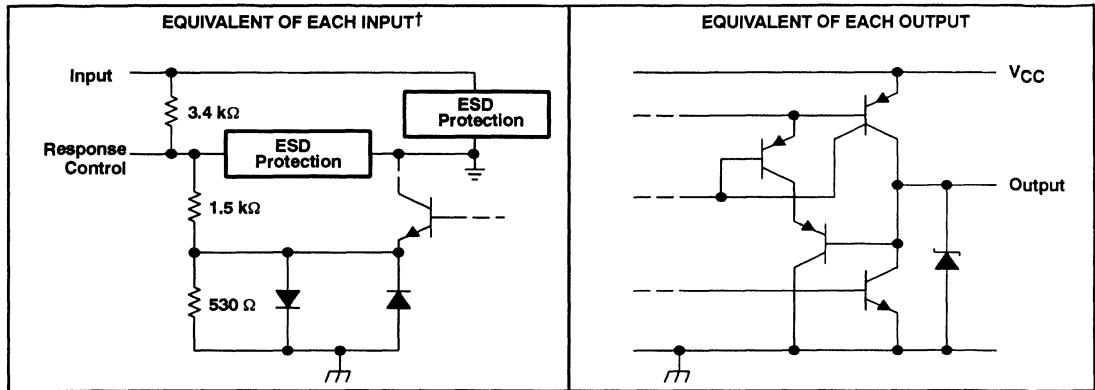 EQUIVALENT OF EACH INPUT†
Input
3.4 kΩ
ESD
Protection
Response
Control
ESD
Protection
1.5 kΩ
530 Ω
EQUIVALENT OF EACH OUTPUT
VCC
Output